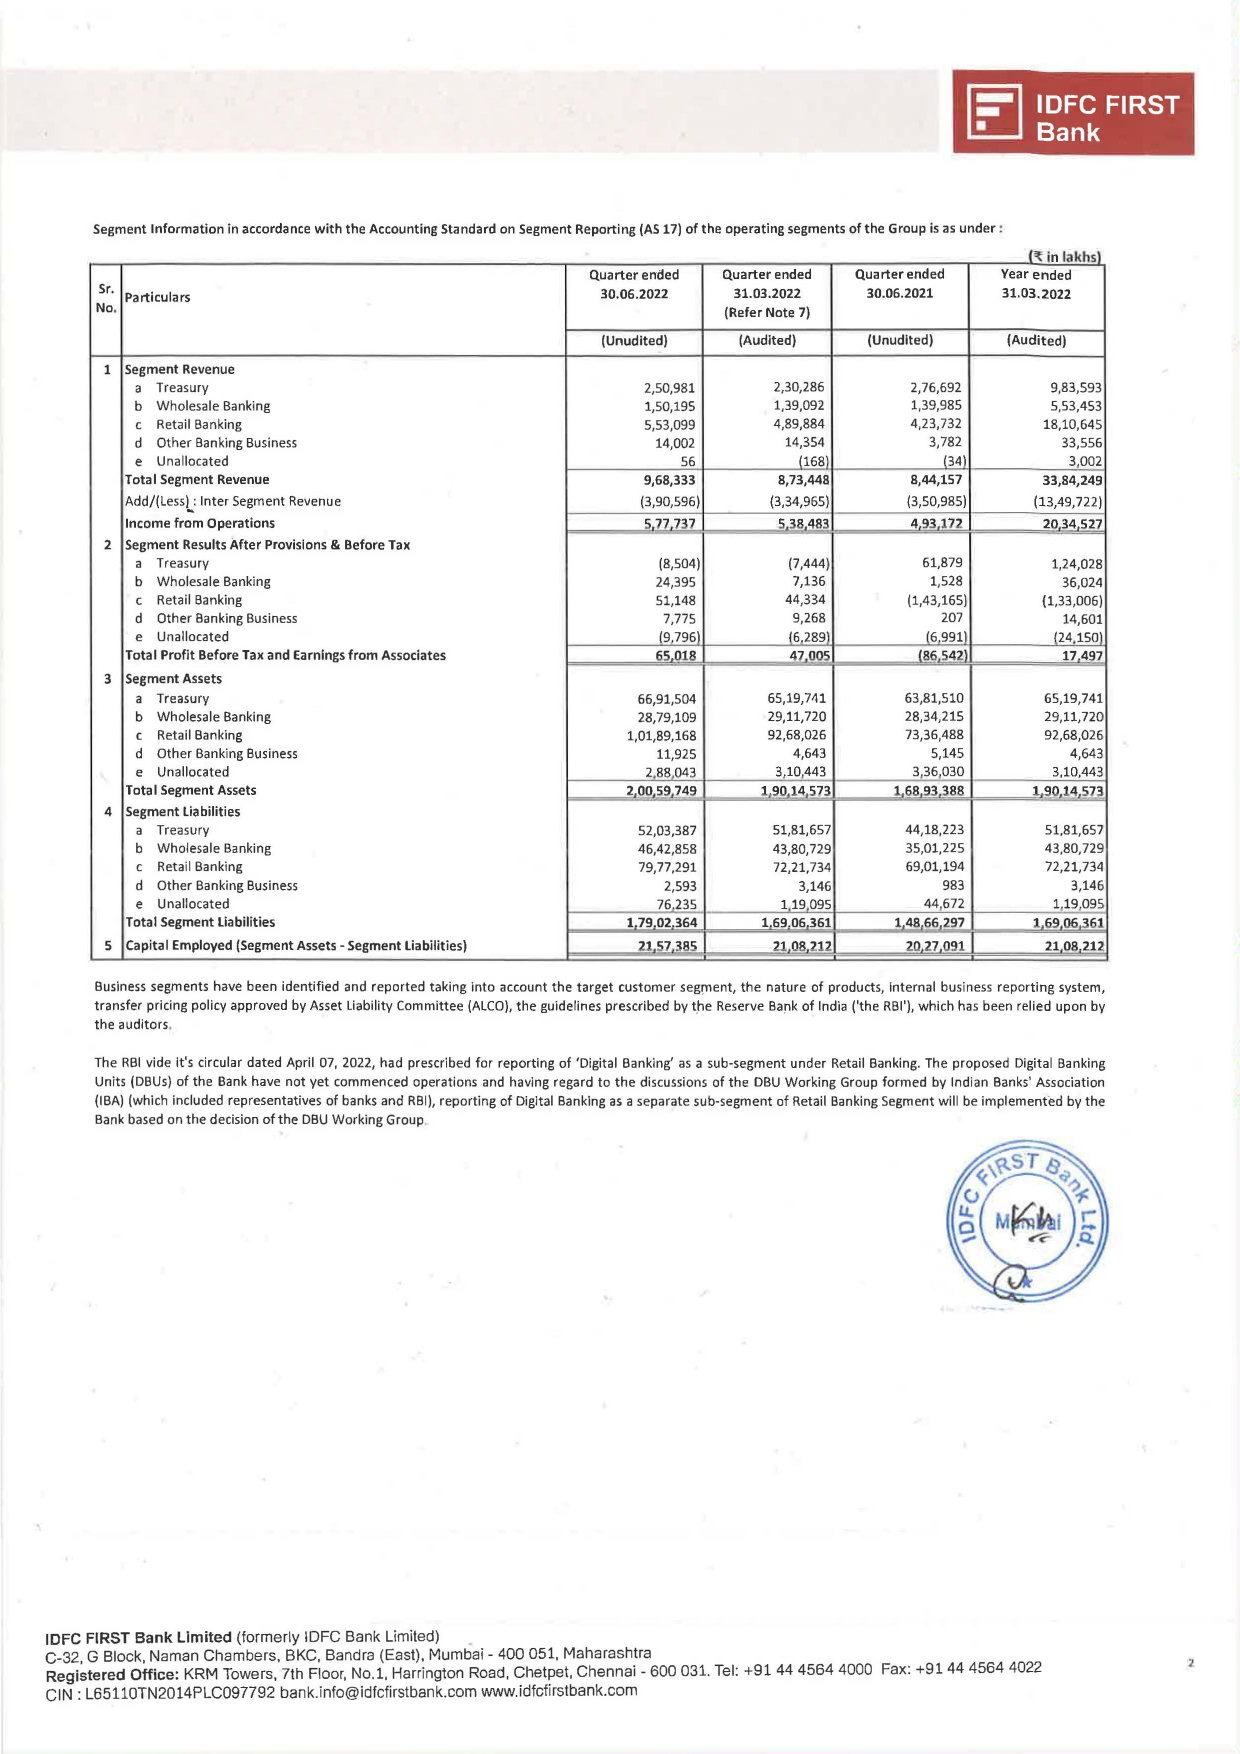 IDFC FIRST
Bank
Segment Information in accordance with the Accounting Standard on Segment Reporting (AS 17) of the operating segments of the Group is as under :
(₹ in lakhs)
Sr. No. Particulars Quarter ended 30.06.2022 Quarter ended 31.03.2022 (Refer Note 7) Quarter ended 30.06.2021 Year ended 31.03.2022
(Unudited) (Audited) (Unudited) (Audited)
1 Segment Revenue
a Treasury 2,50,981 2,30,286 2,76,692 9,83,593
b Wholesale Banking 1,50,195 1,39,092 1,39,985 5,53,453
c Retail Banking 5,53,099 4,89,884 4,23,732 18,10,645
d Other Banking Business 14,002 14,354 3,782 33,556
e Unallocated 56 (168) (34) 3,002
Total Segment Revenue 9,68,333 8,73,448 8,44,157 33,84,249
Add/(Less) : Inter Segment Revenue (3,90,596) (3,34,965) (3,50,985) (13,49,722)
Income from Operations 5,77,737 5,38,483 4,93,172 20,34,527
2 Segment Results After Provisions & Before Tax
a Treasury (8,504) (7,444) 61,879 1,24,028
b Wholesale Banking 24,395 7,136 1,528 36,024
c Retail Banking 51,148 44,334 (1,43,165) (1,33,006)
d Other Banking Business 7,775 9,268 207 14,601
e Unallocated (9,796) (6,289) (6,991) (24,150)
Total Profit Before Tax and Earnings from Associates 65,018 47,005 (86,542) 17,497
3 Segment Assets
a Treasury 66,91,504 65,19,741 63,81,510 65,19,741
b Wholesale Banking 28,79,109 29,11,720 28,34,215 29,11,720
c Retail Banking 1,01,89,168 92,68,026 73,36,488 92,68,026
d Other Banking Business 11,925 4,643 5,145 4,643
e Unallocated 2,88,043 3,10,443 3,36,030 3,10,443
Total Segment Assets 2,00,59,749 1,90,14,573 1,68,93,388 1,90,14,573
4 Segment Liabilities
a Treasury 52,03,387 51,81,657 44,18,223 51,81,657
b Wholesale Banking 46,42,858 43,80,729 35,01,225 43,80,729
c Retail Banking 79,77,291 72,21,734 69,01,194 72,21,734
d Other Banking Business 2,593 3,146 983 3,146
e Unallocated 76,235 1,19,095 44,672 1,19,095
Total Segment Liabilities 1,79,02,364 1,69,06,361 1,48,66,297 1,69,06,361
5 Capital Employed (Segment Assets - Segment Liabilities) 21,57,385 21,08,212 20,27,091 21,08,212
Business segments have been identified and reported taking into account the target customer segment, the nature of products, internal business reporting system,
transfer pricing policy approved by Asset Liability Committee (ALCO), the guidelines prescribed by the Reserve Bank of India ('the RBI'), which has been relied upon by
the auditors.
The RBI vide it's circular dated April 07, 2022, had prescribed for reporting of 'Digital Banking' as a sub-segment under Retail Banking. The proposed Digital Banking
Units (DBUs) of the Bank have not yet commenced operations and having regard to the discussions of the DBU Working Group formed by Indian Banks' Association
(IBA) (which included representatives of banks and RBI), reporting of Digital Banking as a separate sub-segment of Retail Banking Segment will be implemented by the
Bank based on the decision of the DBU Working Group.
IDFC FIRST Bank Ltd.
Mumbai
IDFC FIRST Bank Limited (formerly IDFC Bank Limited)
C-32, G Block, Naman Chambers, BKC, Bandra (East), Mumbai - 400 051, Maharashtra
Registered Office: KRM Towers, 7th Floor, No.1, Harrington Road, Chetpet, Chennai - 600 031. Tel: +91 44 4564 4000 Fax: +91 44 4564 4022
CIN : L65110TN2014PLC097792 bank.info@idfcfirstbank.com www.idfcfirstbank.com
2